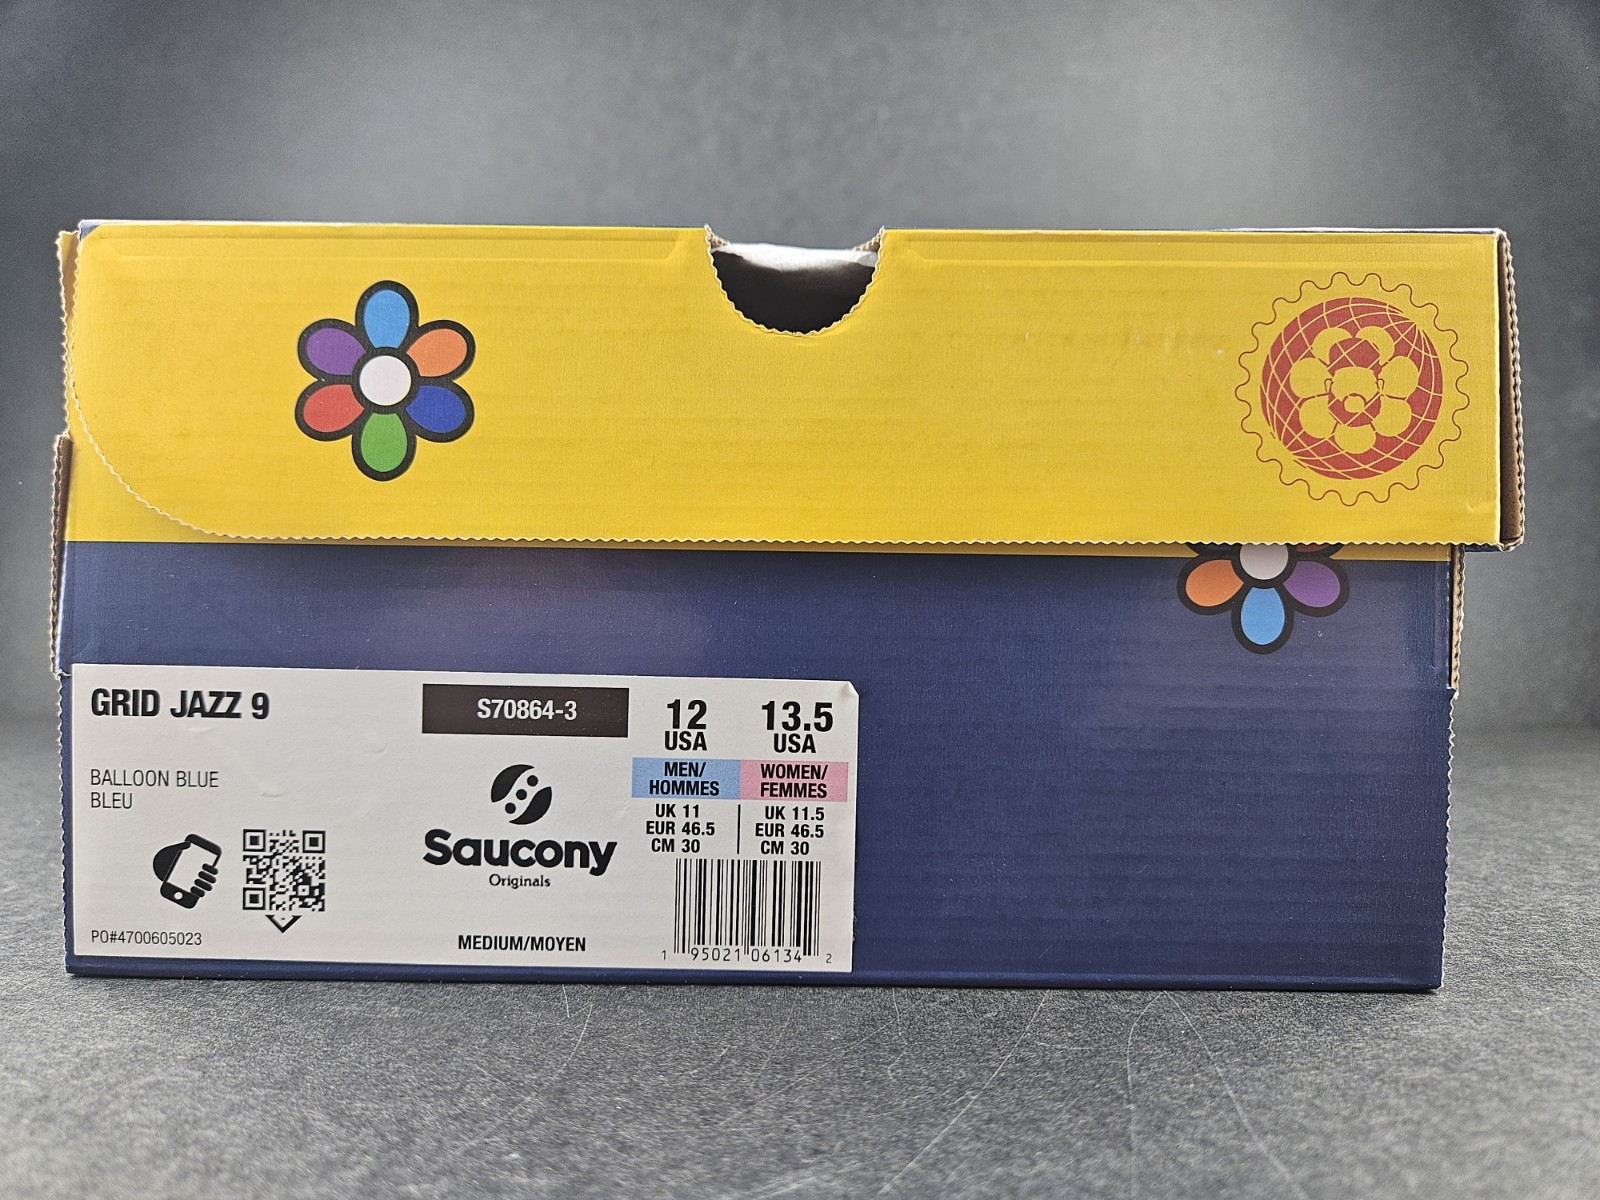 GRID JAZZ 9
S70864-3
12 13.5
USA USA
MEN/ WOMEN/
HOMMES FEMMES
UK 11 UK 11.5
EUR 46.5 EUR 46.5
CM 30 CM 30
BALLOON BLUE
BLEU
Saucony
Originals
PO#4700605023
MEDIUM/MOYEN
1 95021 06134 2